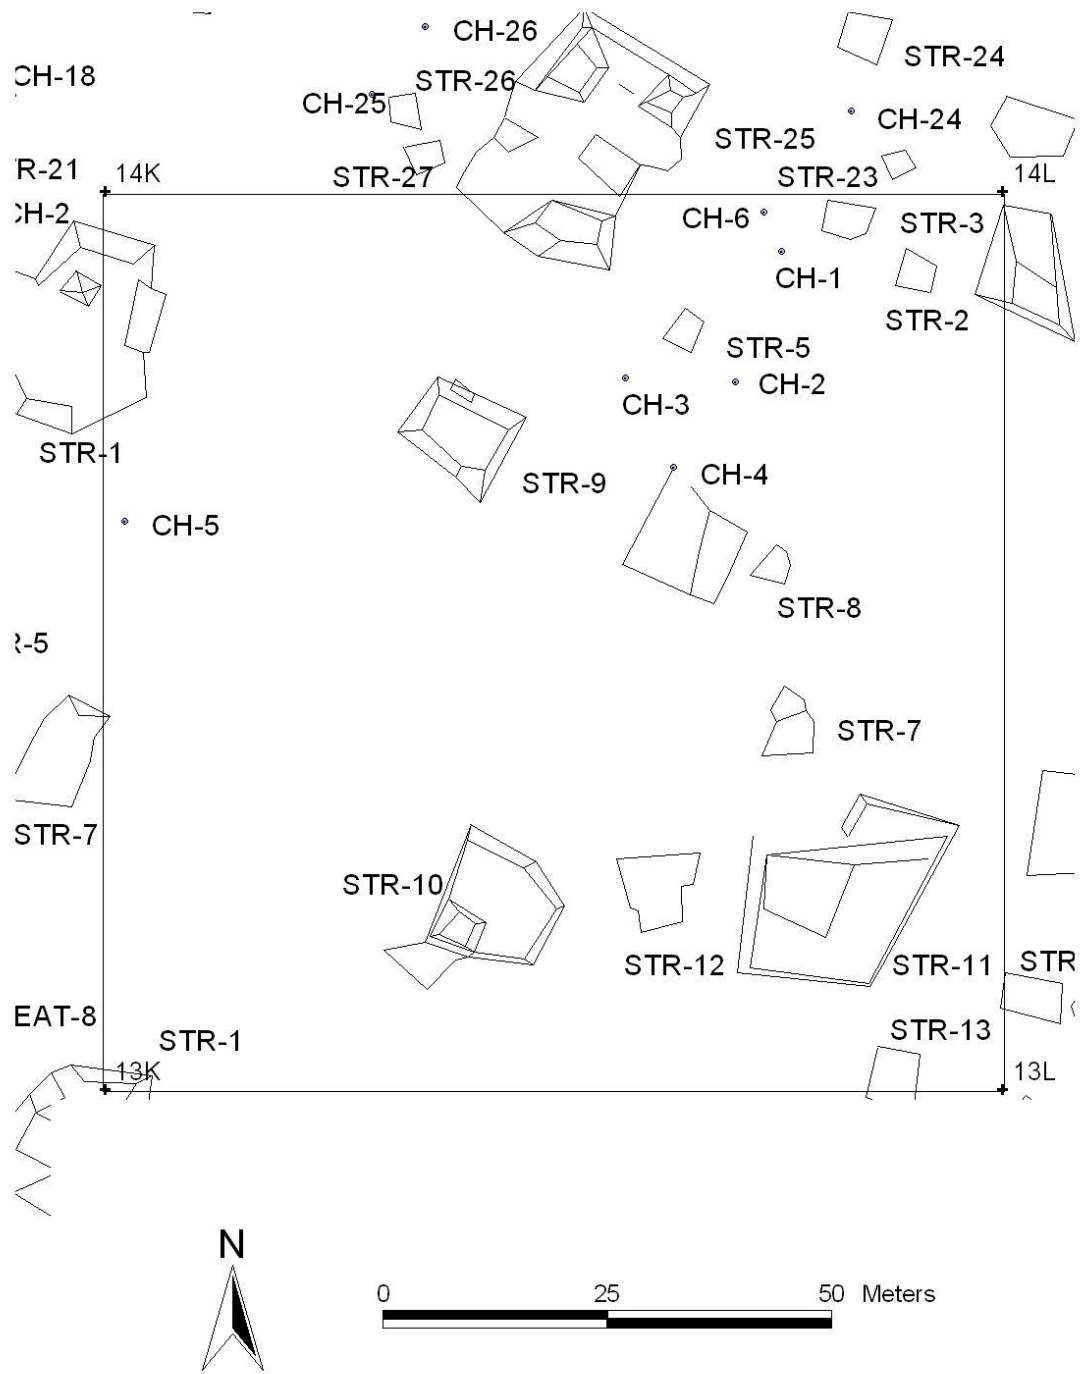 CH-26
STR-24
CH-18
STR-26
CH-25
CH-24
STR-25
R-21
14K
STR-27
STR-23
14L
CH-2
CH-6
STR-3
CH-1
STR-2
STR-5
CH-2
CH-3
STR-1
CH-4
STR-9
CH-5
STR-8
R-5
STR-7
STR-7
STR-10
STR-12
STR-11
STR
EAT-8
STR-1
STR-13
13K
13L
N
0 25 50 Meters